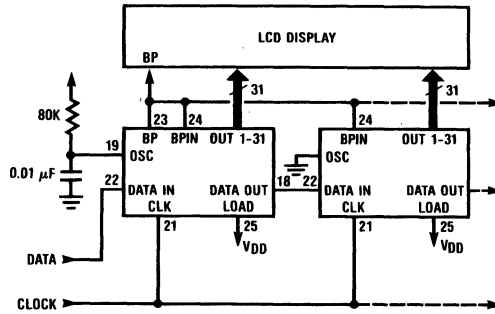 LCD DISPLAY
BP
31
31
80K
23
24
24
19
BP
BPIN
OUT 1-31
BPIN
OUT 1-31
OSC
OSC
0.01 μF
22
DATA IN
DATA OUT
18
22
DATA IN
DATA OUT
CLK
LOAD
CLK
LOAD
21
25
21
25
VDD
VDD
DATA
CLOCK